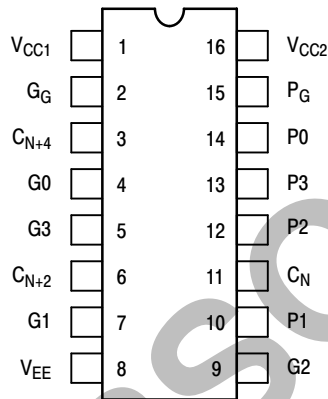 VCC1 1 16 VCC2
GG 2 15 PG
CN+4 3 14 P0
G0 4 13 P3
G3 5 12 P2
CN+2 6 11 CN
G1 7 10 P1
VEE 8 9 G2